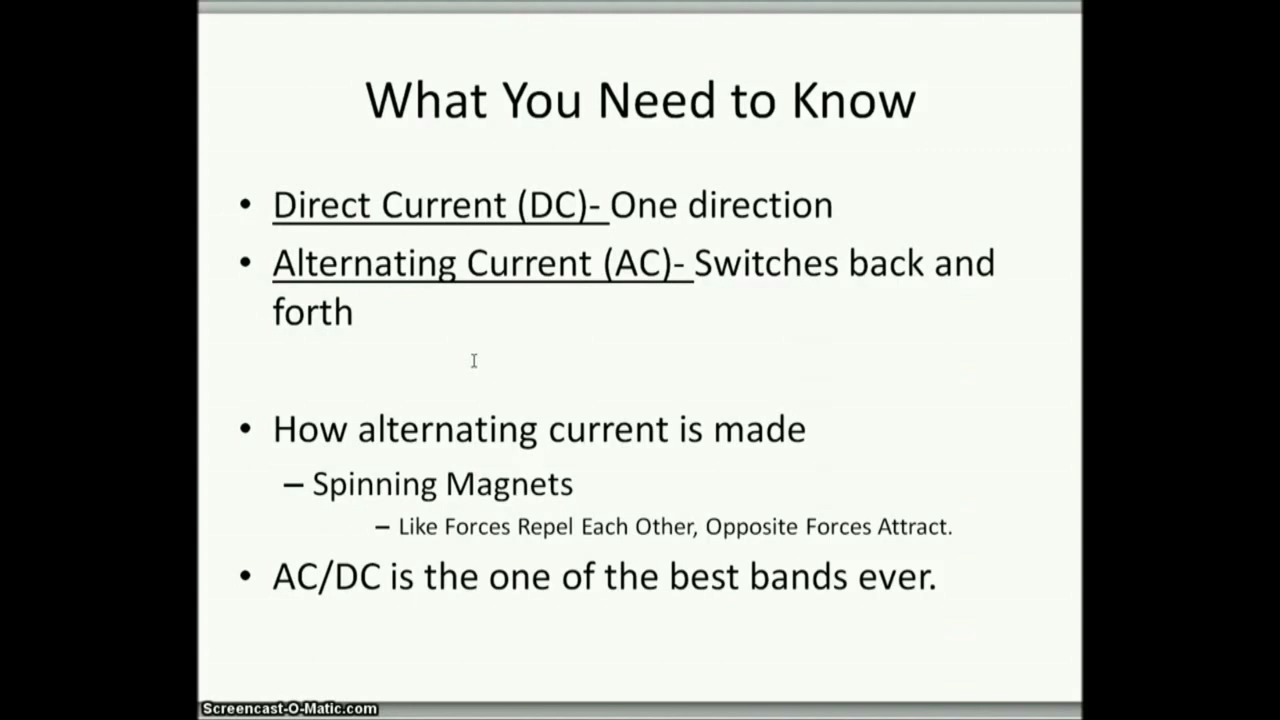 What You Need to Know
• Direct Current (DC)- One direction
• Alternating Current (AC)- Switches back and
forth
• How alternating current is made
– Spinning Magnets
– Like Forces Repel Each Other, Opposite Forces Attract.
• AC/DC is the one of the best bands ever.
Screencast-O-Matic.com